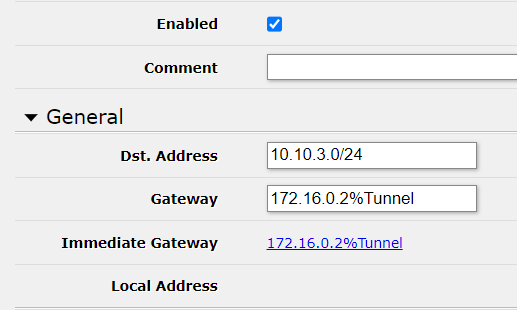 Enabled
Comment
General
Dst. Address 10.10.3.0/24
Gateway 172.16.0.2%Tunnel
Immediate Gateway 172.16.0.2%Tunnel
Local Address